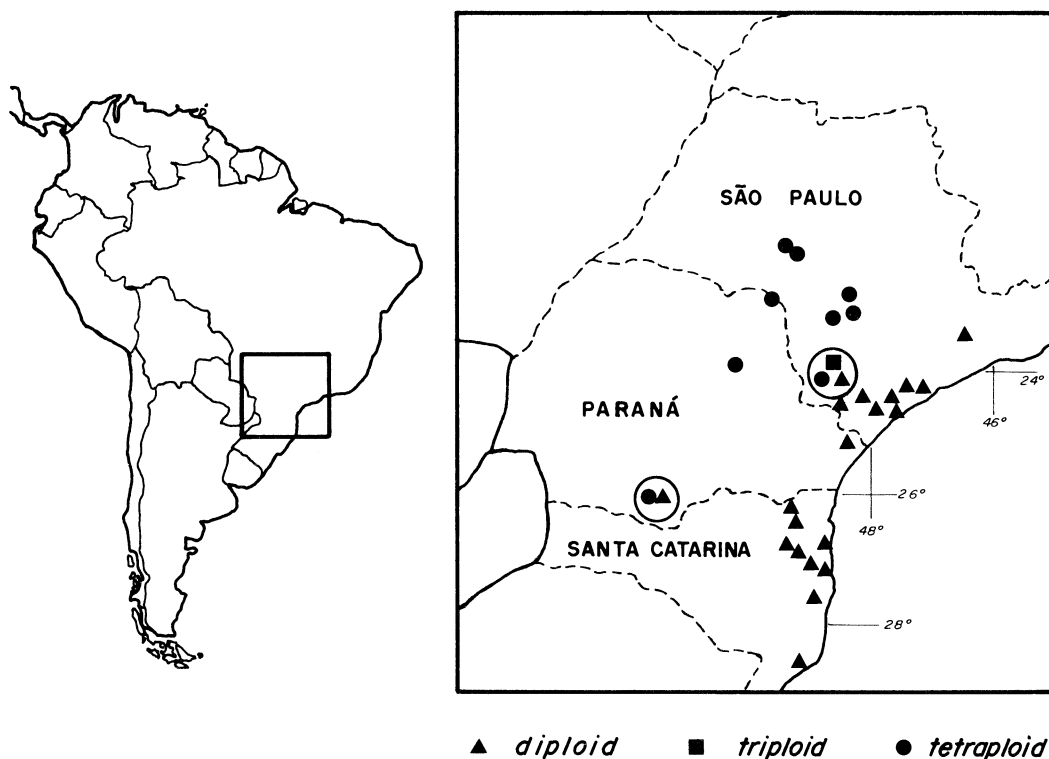 SÃO PAULO
PARANÁ
24°
46°
48°
26°
SANTA CATARINA
28°
diploid triploid tetraploid